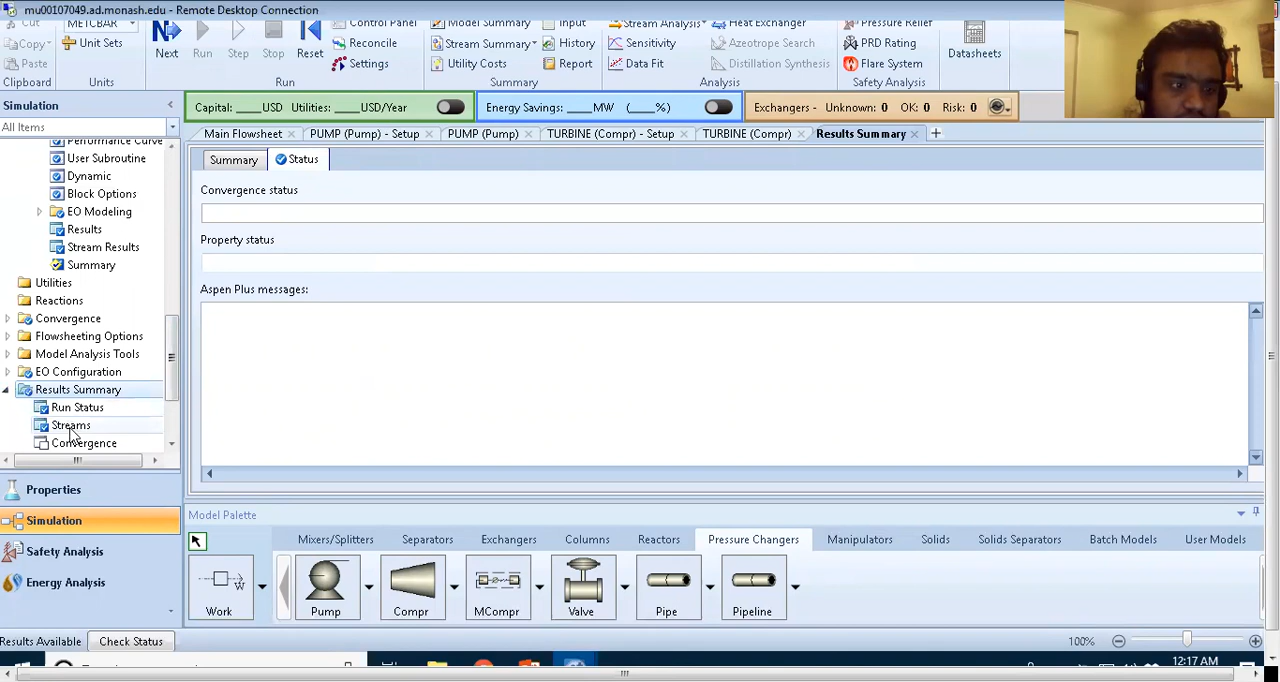 mu00107049.ad.monash.edu - Remote Desktop Connection
Cut METCBAR Control Panel Model Summary Input Stream Analysis Heat Exchanger Pressure Relief
Copy Unit Sets Next Run Step Stop Reset Reconcile Stream Summary History Sensitivity Azeotrope Search PRD Rating Datasheets
Paste Settings Utility Costs Report Data Fit Distillation Synthesis Flare System
Clipboard Units Run Summary Analysis Safety Analysis
Simulation
Capital: ____USD Utilities: ____USD/Year Energy Savings: ____MW (____%) Exchangers - Unknown: 0 OK: 0 Risk: 0
All Items
Main Flowsheet PUMP (Pump) - Setup PUMP (Pump) TURBINE (Compr) - Setup TURBINE (Compr) Results Summary +
Performance Curve
User Subroutine
Dynamic
Block Options
EO Modeling
Results
Stream Results
Summary
Utilities
Reactions
Convergence
Flowsheeting Options
Model Analysis Tools
EO Configuration
Results Summary
Run Status
Streams
Convergence
Summary Status
Convergence status
Property status
Aspen Plus messages:
Properties
Simulation
Safety Analysis
Energy Analysis
Model Palette
Mixers/Splitters Separators Exchangers Columns Reactors Pressure Changers Manipulators Solids Solids Separators Batch Models User Models
Work Pump Compr MCompr Valve Pipe Pipeline
Results Available Check Status 100%
12:17 AM